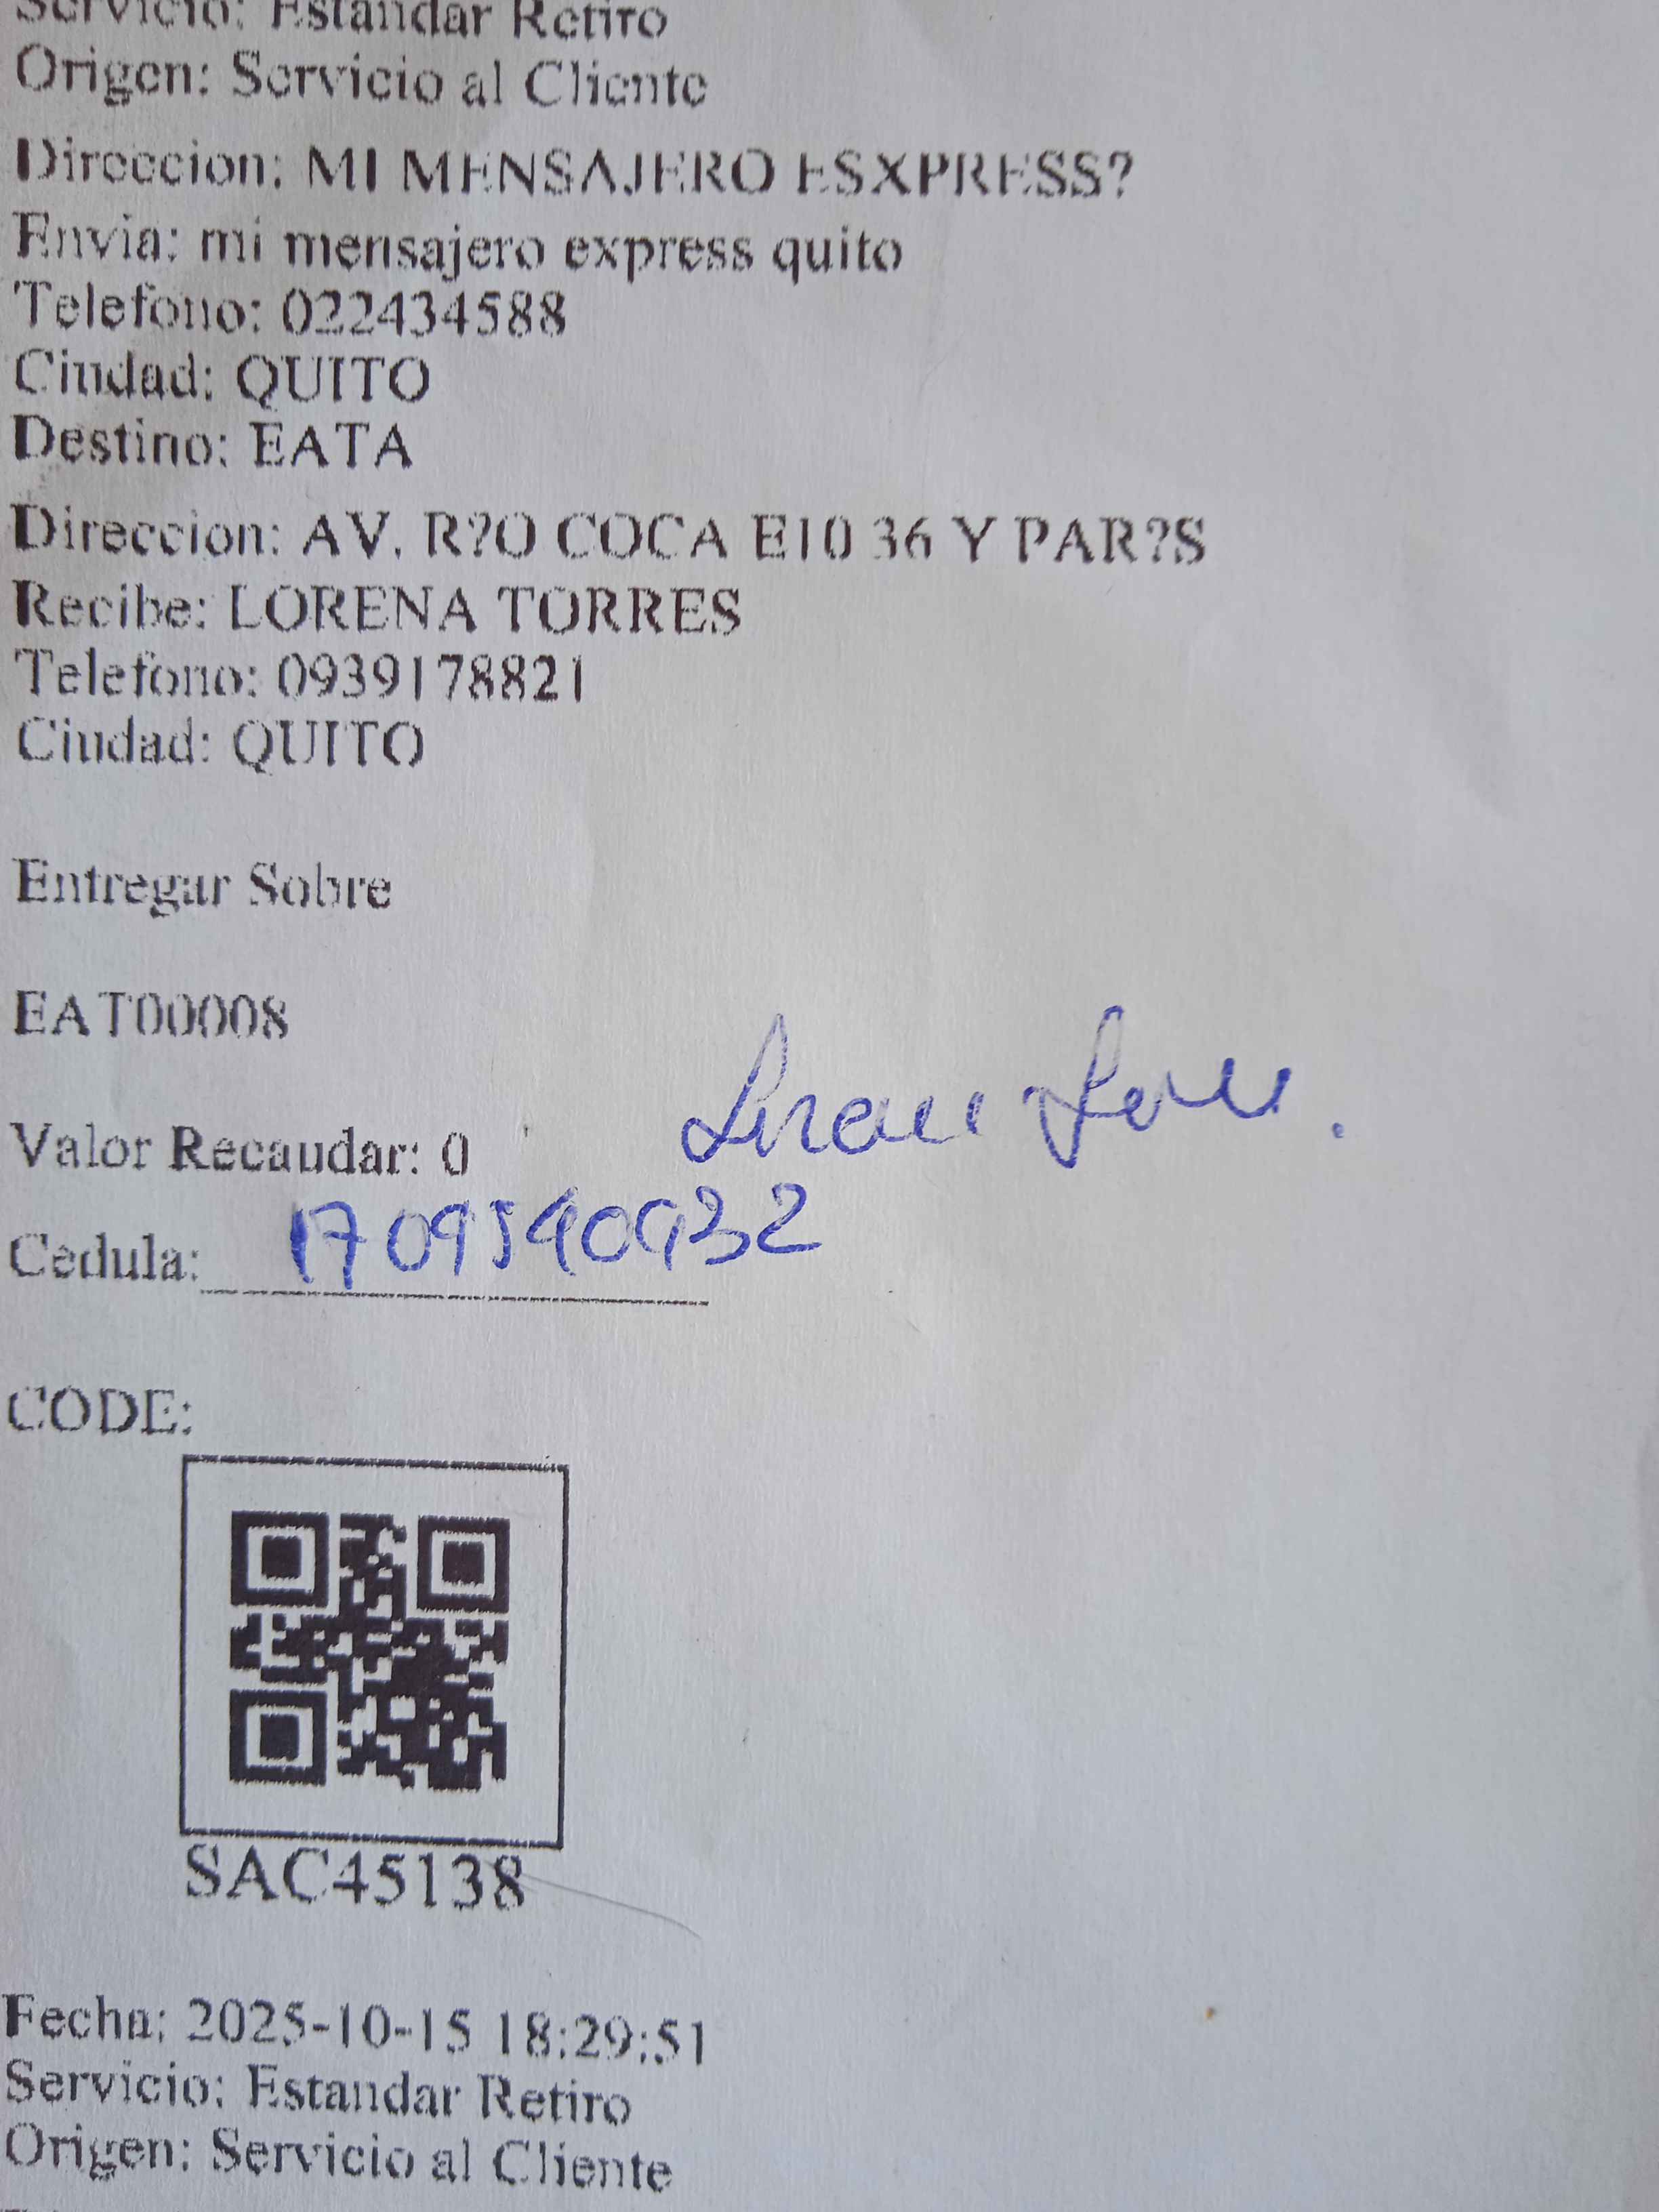 Servicio: Estandar Retiro
Origen: Servicio al Cliente
Direccion: MI MENSAJERO ESXPRESS?
Envia: mi mensajero express quito
Telefono: 022434588
Ciudad: QUITO
Destino: EATA
Direccion: AV. R?O COCA E10 36 Y PAR?S
Recibe: LORENA TORRES
Telefono: 0939178821
Ciudad: QUITO
Entregar Sobre
EAT00008
Valor Recaudar: 0
Cedula: 1709540932
CODE:
SAC45138
Fecha: 2025-10-15 18:29:51
Servicio: Estandar Retiro
Origen: Servicio al Cliente